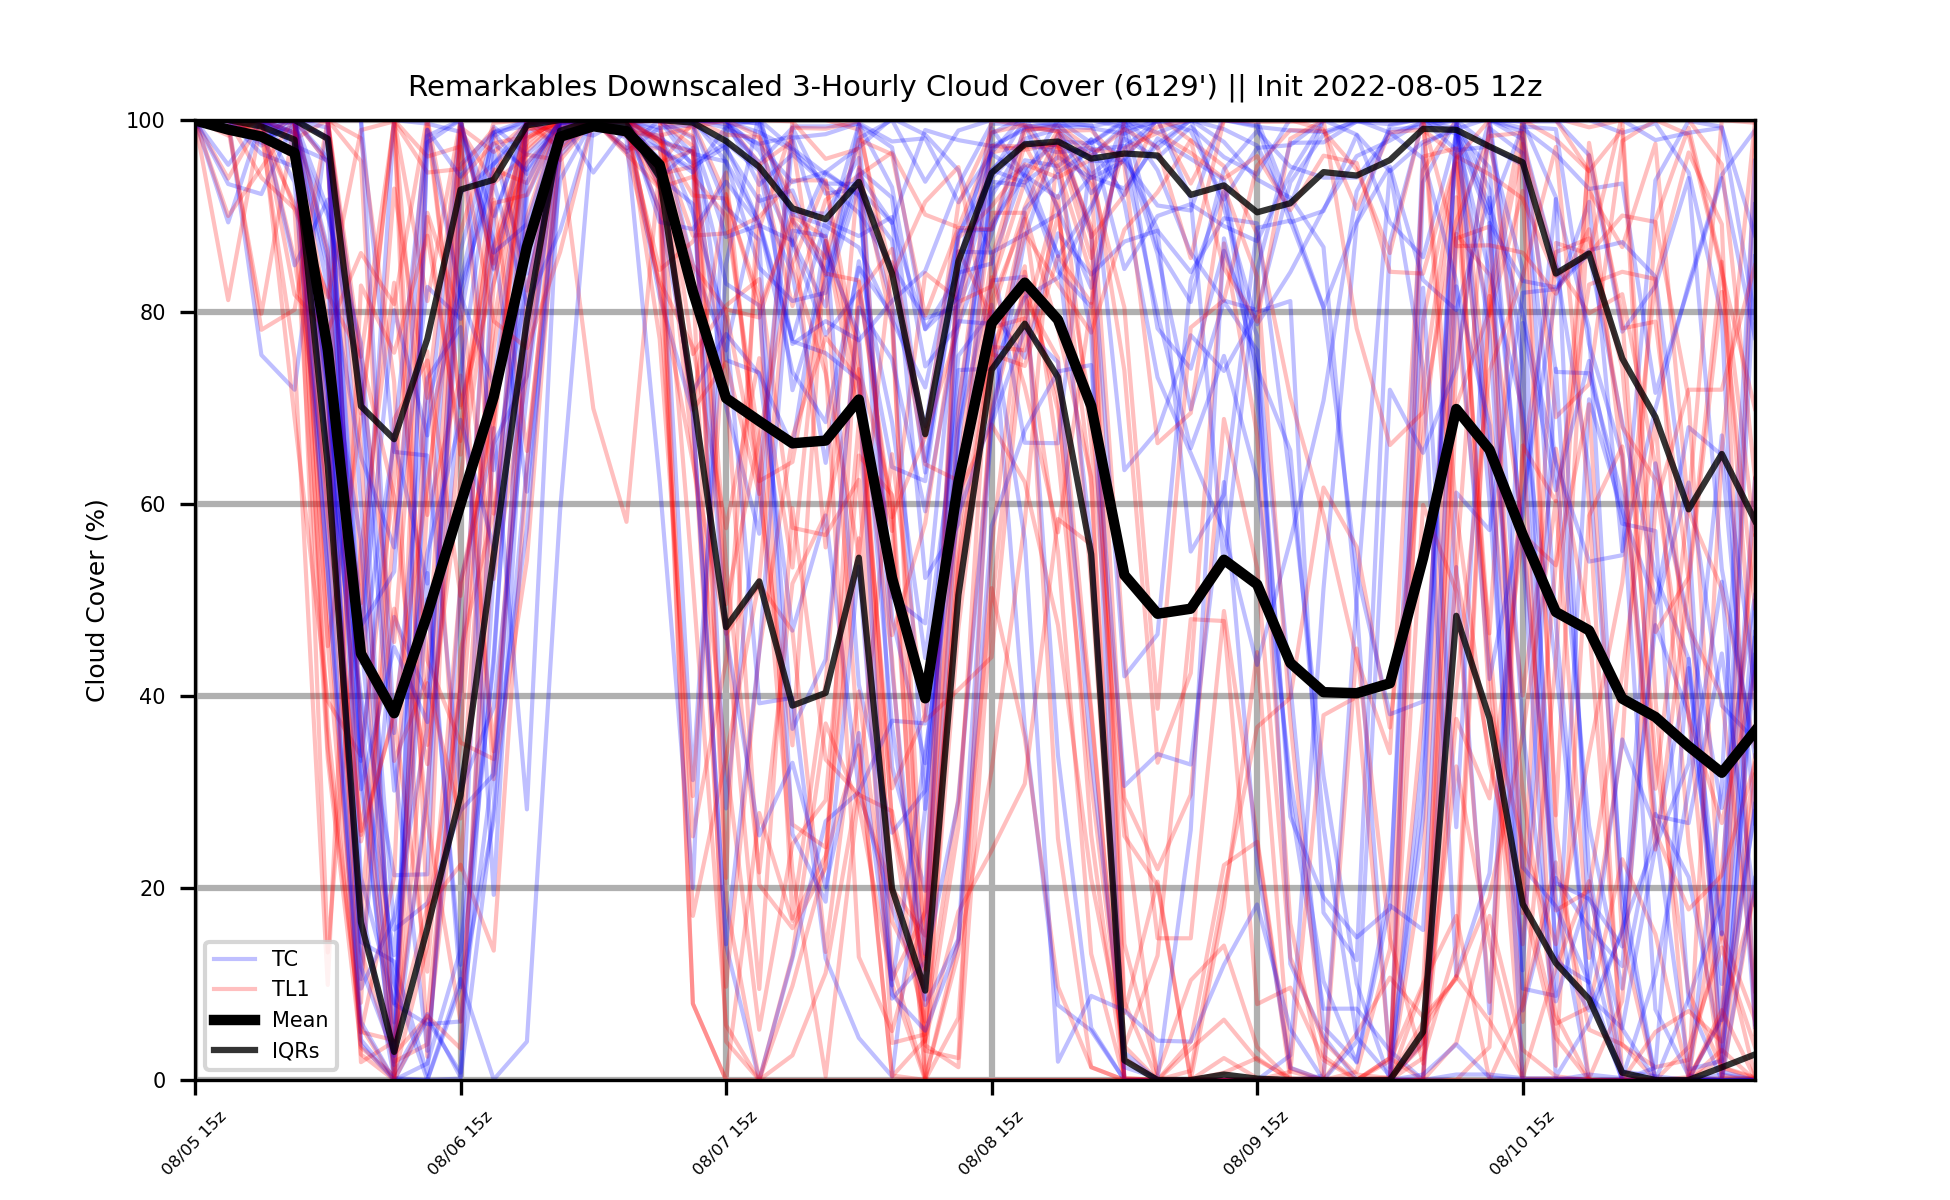 Remarkables Downscaled 3-Hourly Cloud Cover (6129') || Init 2022-08-05 12z
Cloud Cover (%)
100
80
60
40
20
0
TC
TL1
Mean
IQRs
08/05 15z
08/06 15z
08/07 15z
08/08 15z
08/09 15z
08/10 15z